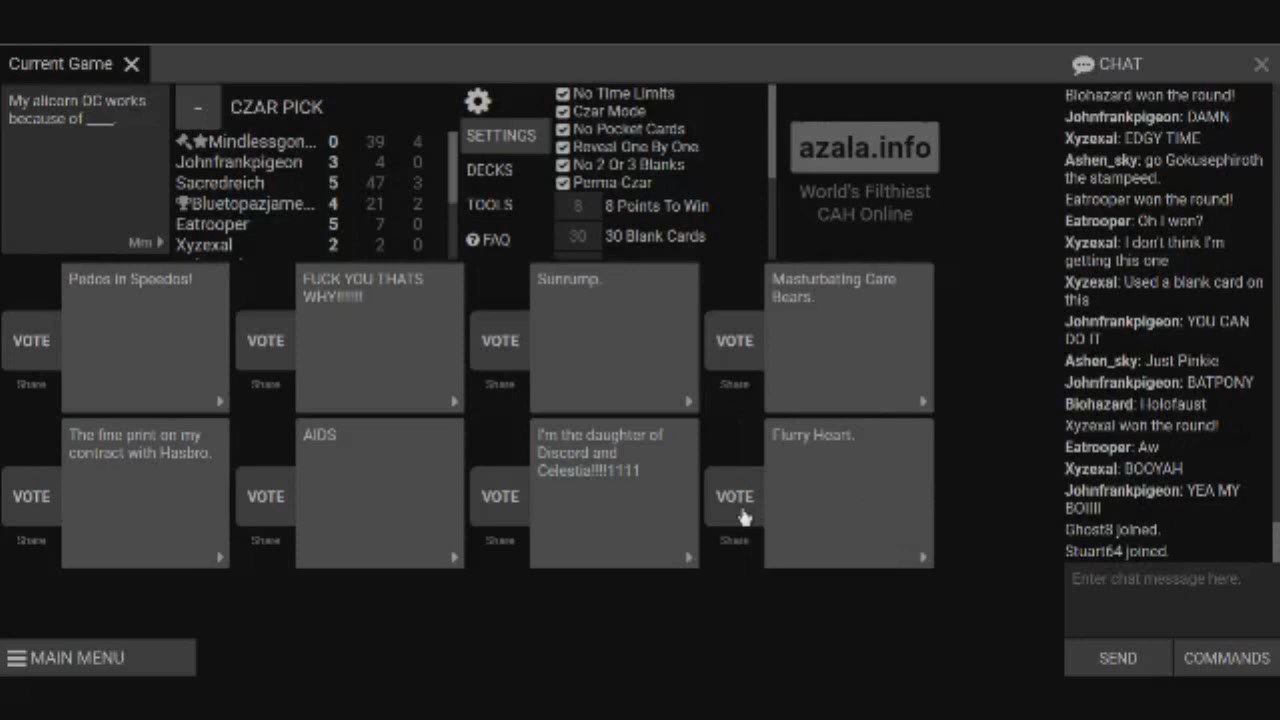 Current Game
My alicorn OC works
because of ____.
Mm
-
CZAR PICK
Mindlessgon... 0 39 4
Johnfrankpigeon 3 4 0
Sacredreich 5 47 3
Bluetopazjame... 4 21 2
Eatrooper 5 7 0
Xyzexal 2 2 0
SETTINGS
DECKS
TOOLS
FAQ
No Time Limits
Czar Mode
No Pocket Cards
Reveal One By One
No 2 Or 3 Blanks
Perma Czar
8 8 Points To Win
30 30 Blank Cards
azala.info
World's Filthiest
CAH Online
VOTE
Share
Pedos in Speedos!
VOTE
Share
FUCK YOU THATS
WHY!!!!!!!
VOTE
Share
Sunrump.
VOTE
Share
Masturbating Care
Bears.
VOTE
Share
The fine print on my
contract with Hasbro.
VOTE
Share
AIDS
VOTE
Share
I'm the daughter of
Discord and
Celestia!!!!1111
VOTE
Share
Flurry Heart.
MAIN MENU
CHAT
Biohazard won the round!
Johnfrankpigeon: DAMN
Xyzexal: EDGY TIME
Ashen_sky: go Gokusephiroth
the stampeed.
Eatrooper won the round!
Eatrooper: Oh I won?
Xyzexal: I don't think I'm
getting this one
Xyzexal: Used a blank card on
this
Johnfrankpigeon: YOU CAN
DO IT
Ashen_sky: Just Pinkie
Johnfrankpigeon: BATPONY
Biohazard: Holofaust
Xyzexal won the round!
Eatrooper: Aw
Xyzexal: BOOYAH
Johnfrankpigeon: YEA MY
BOIIII
Ghost8 joined.
Stuart64 joined.
Enter chat message here.
SEND
COMMANDS